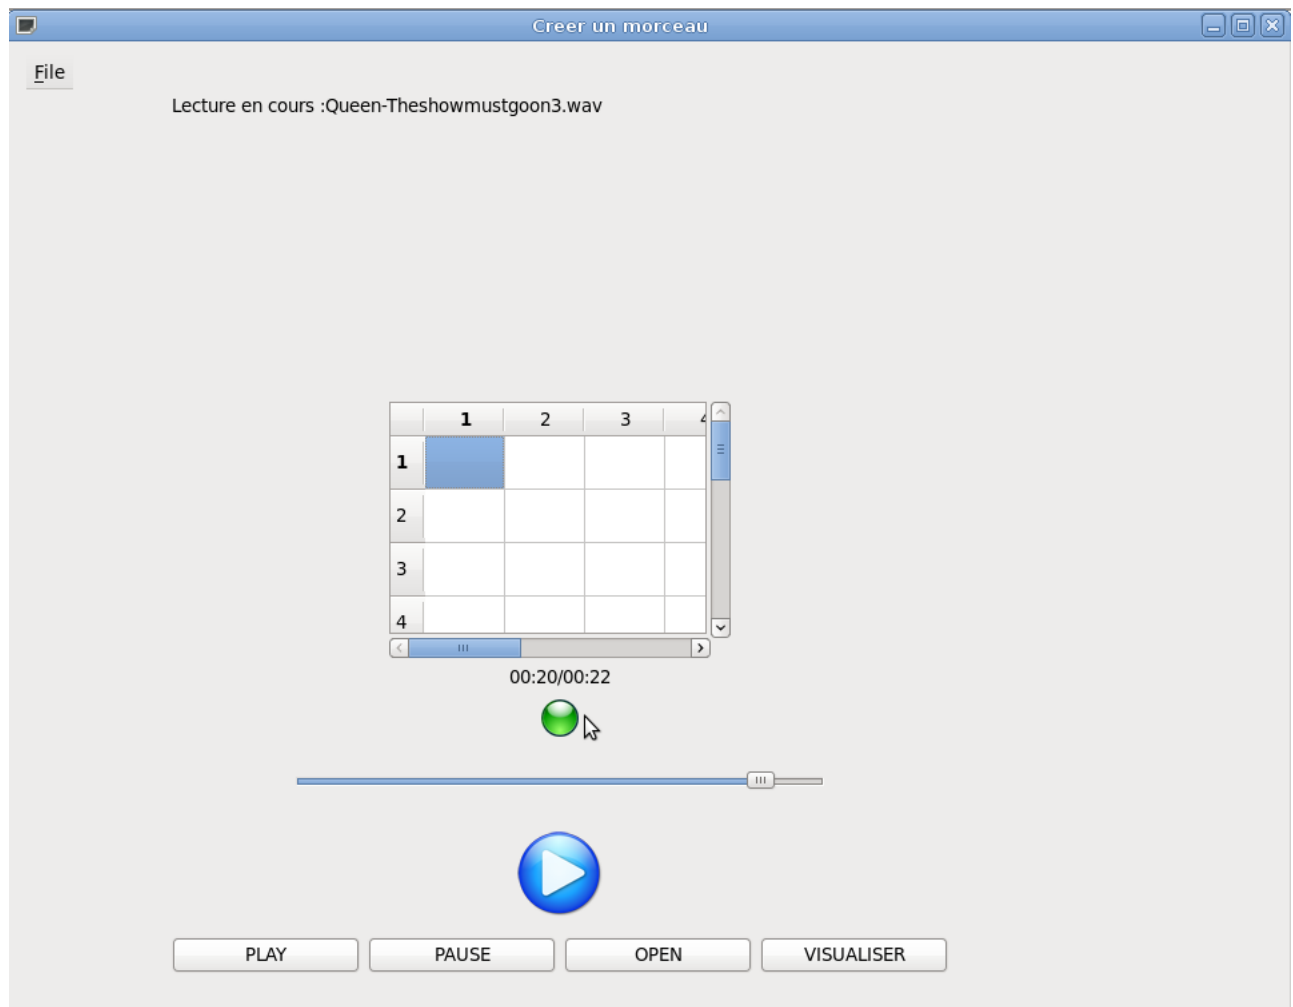 Creer un morceau
File
Lecture en cours :Queen-Theshowmustgoon3.wav
1 2 3 4
1
2
3
4
00:20/00:22
PLAY PAUSE OPEN VISUALISER